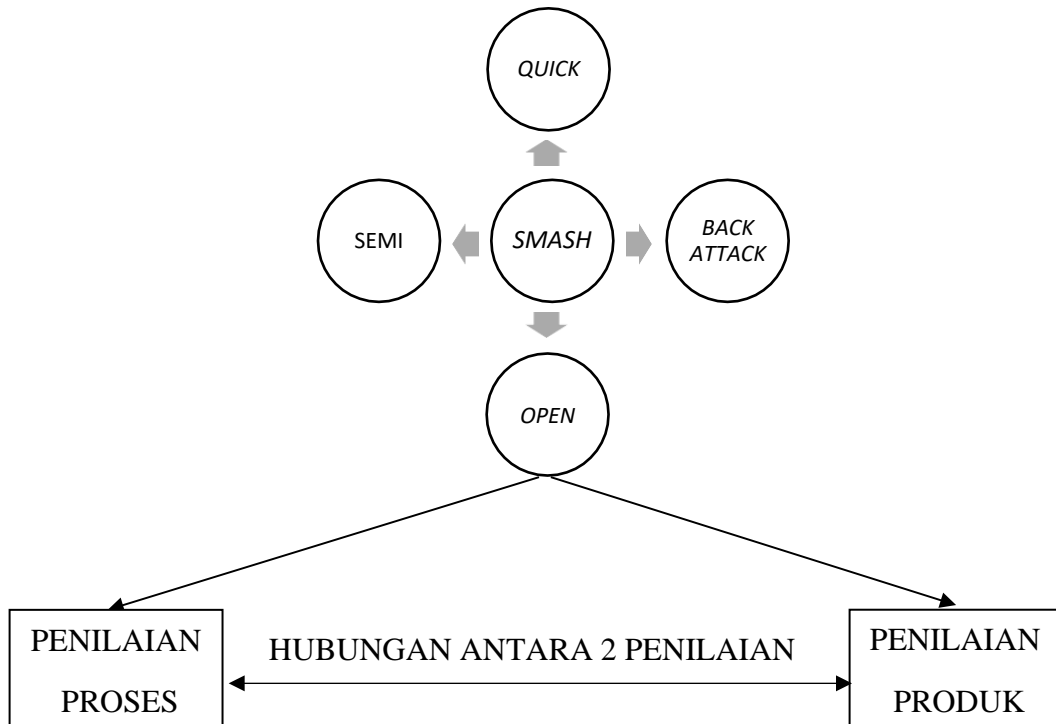 QUICK
SEMI
SMASH
BACK
ATTACK
OPEN
PENILAIAN
PROSES
HUBUNGAN ANTARA 2 PENILAIAN
PENILAIAN
PRODUK